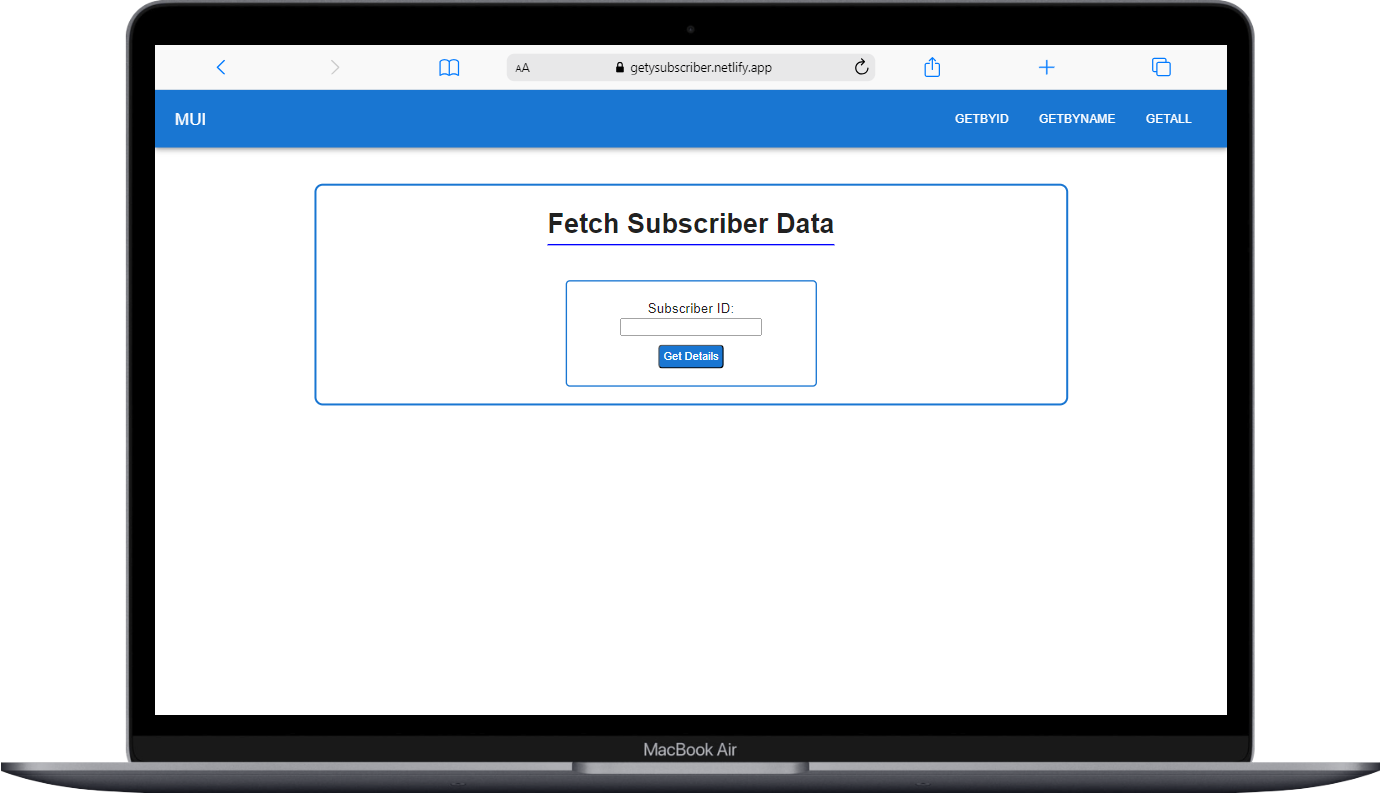 AA getysubscriber.netlify.app
MUI GETBYID GETBYNAME GETALL
Fetch Subscriber Data
Subscriber ID:
Get Details
MacBook Air